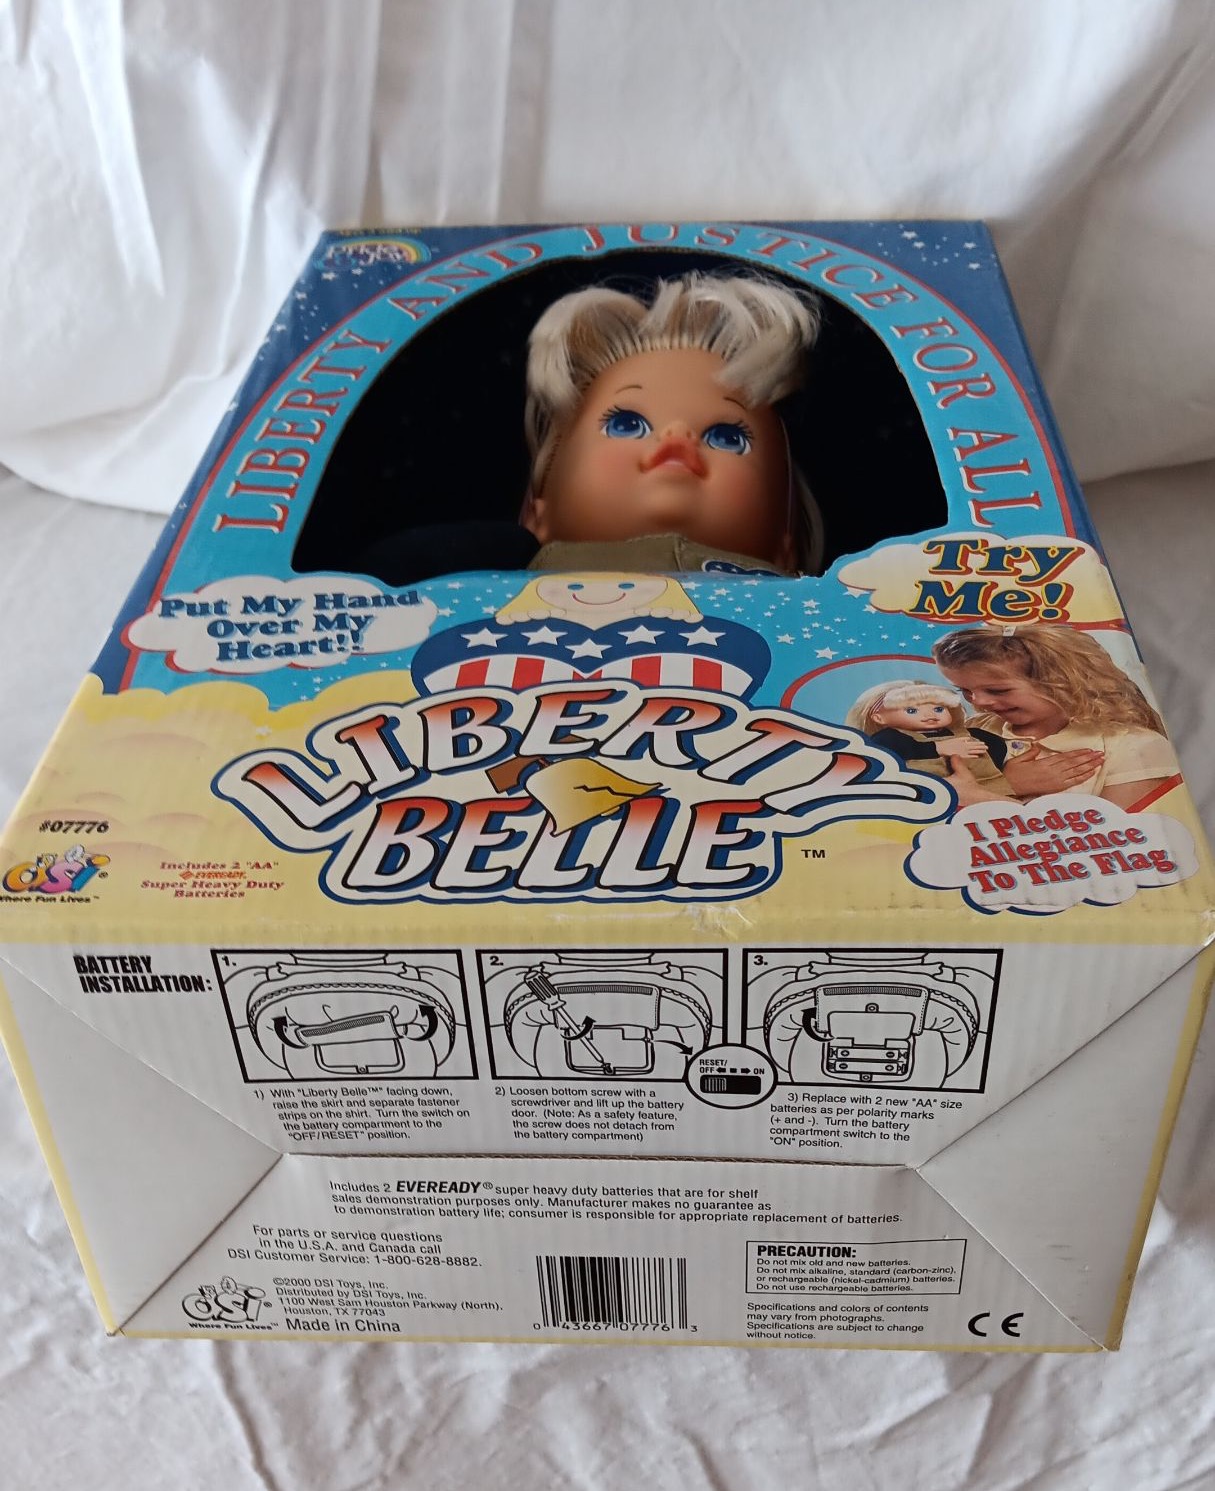 LIBERTY AND JUSTICE FOR ALL
Try
Me!
Put My Hand
Over My
Heart!!
LIBERTY
BELLE
TM
I Pledge
Allegiance
To The Flag
#07776
DSI®
Where Fun Lives™
Includes 2 "AA"
EVEREADY
Super Heavy Duty
Batteries
BATTERY
INSTALLATION:
1.
2.
3.
RESET/
OFF
ON
1) With "Liberty Belle™" facing down,
raise the skirt and separate fastener
strips on the shirt. Turn the switch on
the battery compartment to the
"OFF/RESET" position.
2) Loosen bottom screw with a
screwdriver and lift up the battery
door. (Note: As a safety feature,
the screw does not detach from
the battery compartment)
3) Replace with 2 new "AA" size
batteries as per polarity marks
(+ and -). Turn the battery
compartment switch to the
"ON" position.
Includes 2 EVEREADY® super heavy duty batteries that are for shelf
sales demonstration purposes only. Manufacturer makes no guarantee as
to demonstration battery life; consumer is responsible for appropriate replacement of batteries.
For parts or service questions
in the U.S.A. and Canada call
DSI Customer Service: 1-800-628-8882.
DSI®
Where Fun Lives™
©2000 DSI Toys, Inc.
Distributed by DSI Toys, Inc.
1100 West Sam Houston Parkway (North),
Houston, TX 77043
Made in China
0 43667 07776 3
PRECAUTION:
Do not mix old and new batteries.
Do not mix alkaline, standard (carbon-zinc),
or rechargeable (nickel-cadmium) batteries.
Do not use rechargeable batteries.
Specifications and colors of contents
may vary from photographs.
Specifications are subject to change
without notice.
CE